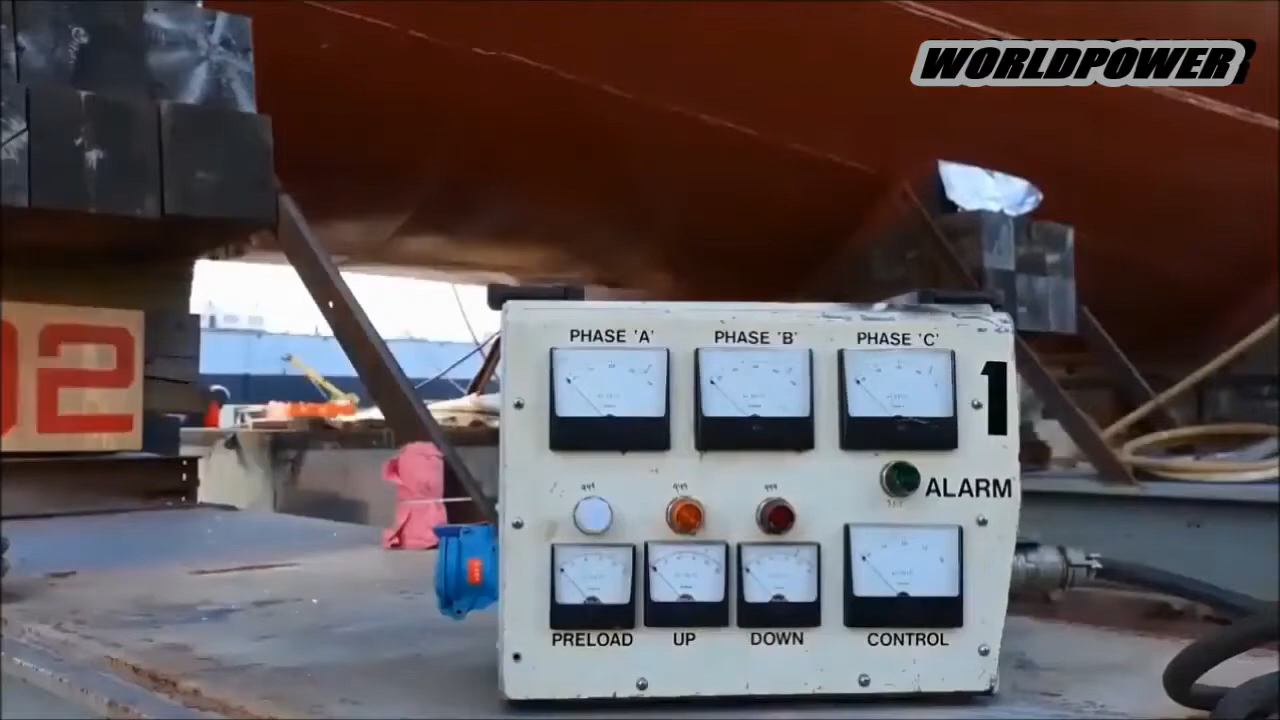 WORLDPOWER
02
PHASE 'A'
PHASE 'B'
PHASE 'C'
1
ALARM
PRELOAD
UP
DOWN
CONTROL